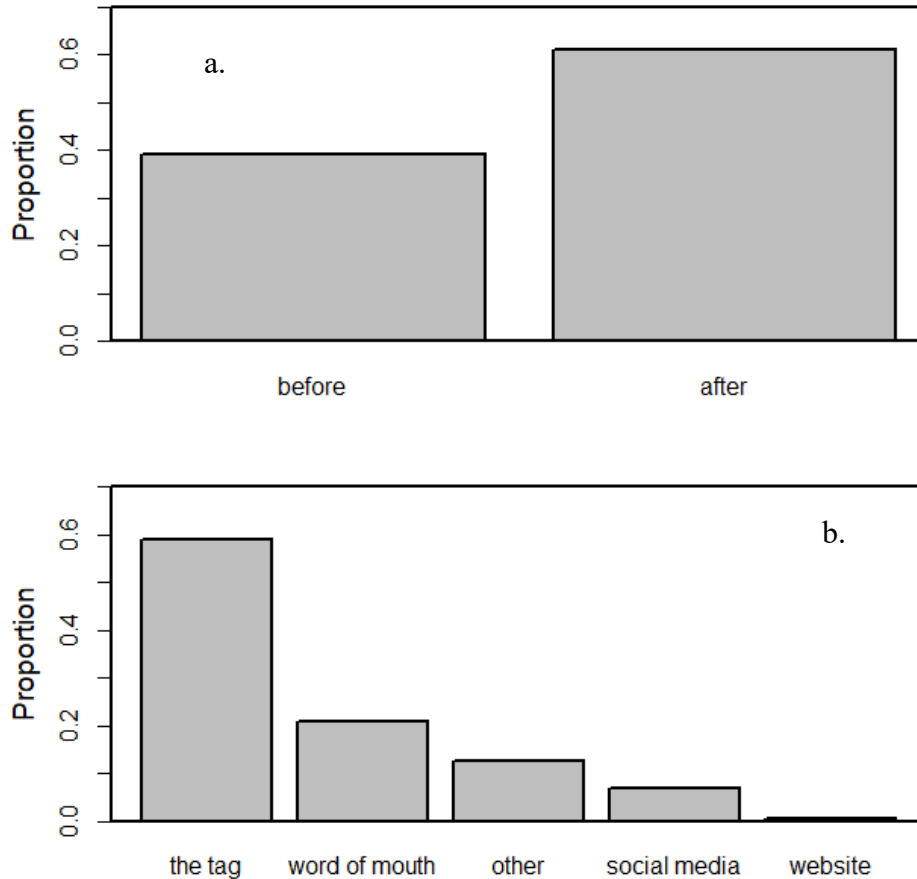 a.
Proportion
0.6
0.4
0.2
0.0
before after
b.
Proportion
0.6
0.4
0.2
0.0
the tag word of mouth other social media website